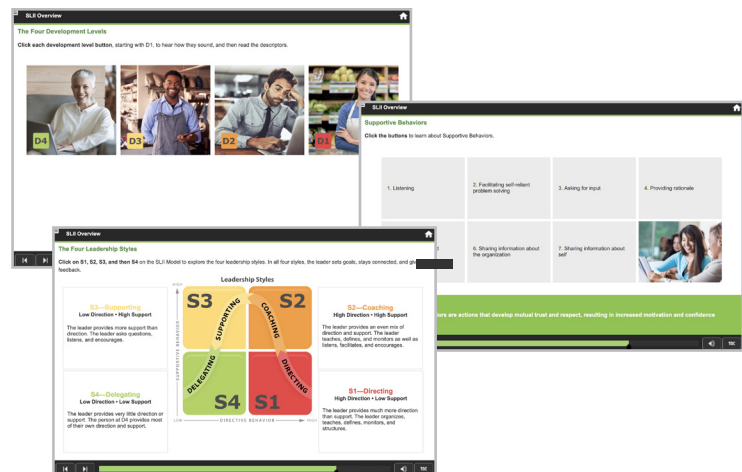 SLII Overview
The Four Development Levels
Click each development level button, starting with D1, to hear how they sound, and then read the descriptors.
D4
D3
D2
D1
SLII Overview
Supportive Behaviors
Click the buttons to learn about Supportive Behaviors.
1. Listening
2. Facilitating self-reliant
problem solving
3. Asking for input
4. Providing rationale
6. Sharing information about
the organization
7. Sharing information about
self
are actions that develop mutual trust and respect, resulting in increased motivation and confidence
TOC
SLII Overview
The Four Leadership Styles
Click on S1, S2, S3, and then S4 on the SLII Model to explore the four leadership styles. In all four styles, the leader sets goals, stays connected, and
feedback.
Leadership Styles
HIGH
S3—Supporting
Low Direction • High Support
The leader provides more support than
direction. The leader asks questions,
listens, and encourages.
S4—Delegating
Low Direction • Low Support
The leader provides very little direction or
support. The person at D4 provides most
of their own direction and support.
SUPPORTIVE BEHAVIOR
S3
S2
SUPPORTING
COACHING
DELEGATING
DIRECTING
S4
S1
LOW
DIRECTIVE BEHAVIOR
HIGH
S2—Coaching
High Direction • High Support
The leader provides an even mix of
direction and support. The leader
teaches, defines, and monitors as well as
listens, facilitates, and encourages.
S1—Directing
High Direction • Low Support
The leader provides much more direction
than support. The leader organizes,
teaches, defines, monitors, and
structures.
TOC